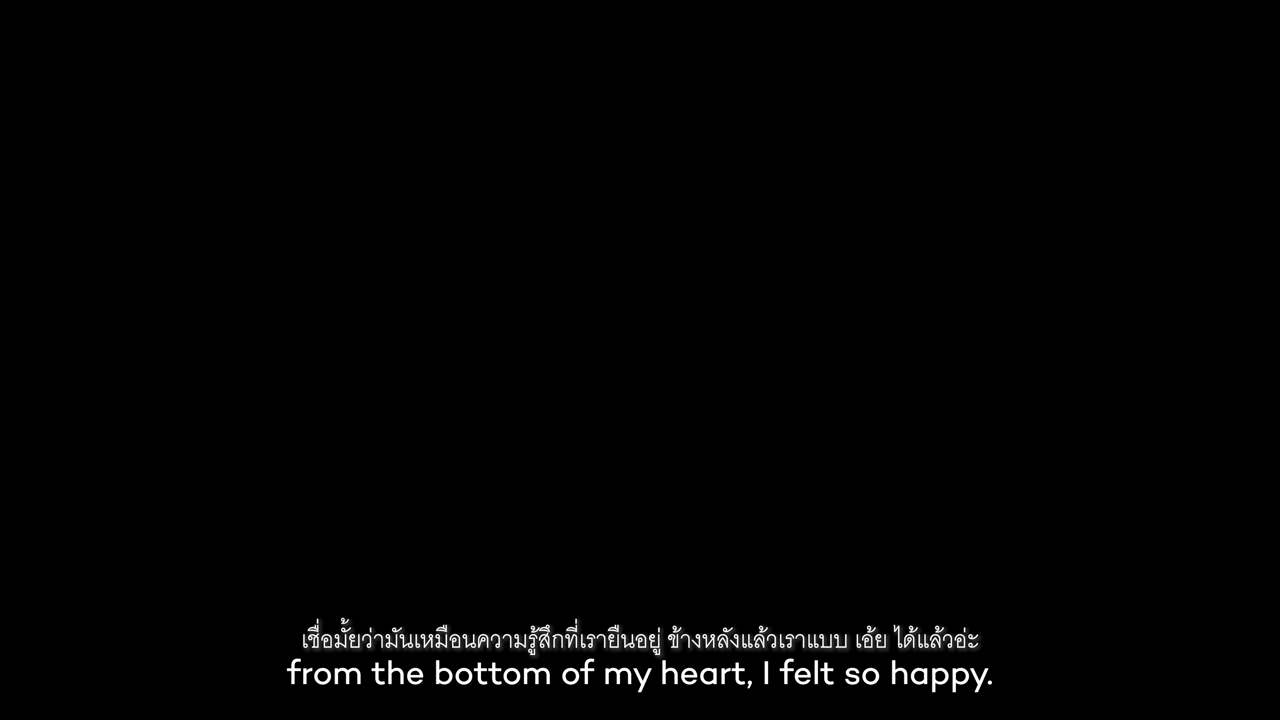 เชื่อมั้ยว่ามันเหมือนความรู้สึกที่เรายืนอยู่ ข้างหลังแล้วเราแบบ เอ้ย ได้แล้วอ่ะ
from the bottom of my heart, I felt so happy.